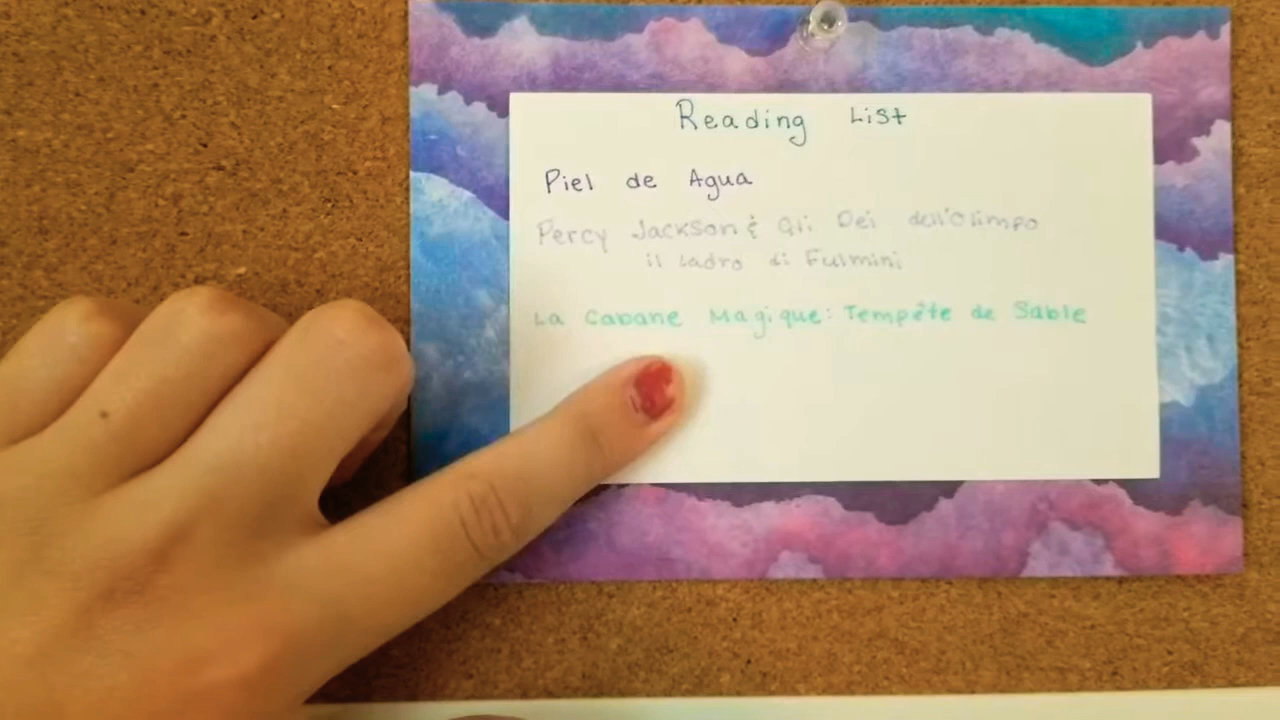 Reading List
Piel de Agua
Percy Jackson & Gli Dei dell'Olimpo
il Ladro di Fulmini
La Cabane Magique: Tempête de Sable